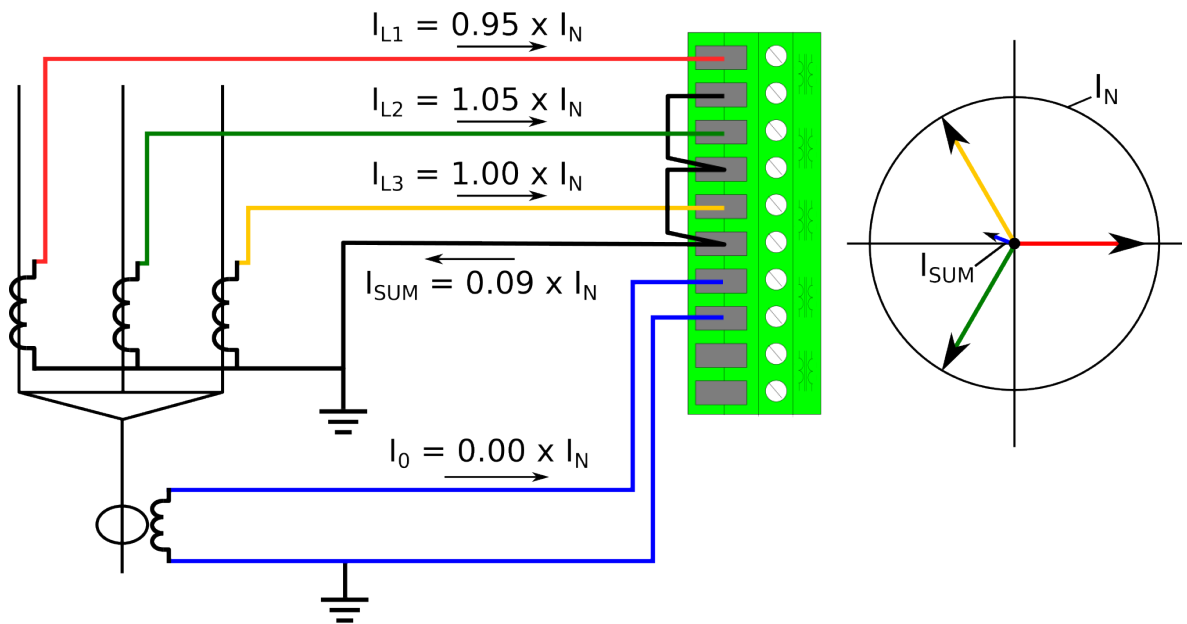 I_L1 = 0.95 x I_N
I_L2 = 1.05 x I_N
I_L3 = 1.00 x I_N
I_SUM = 0.09 x I_N
I_0 = 0.00 x I_N
I_N
I_SUM